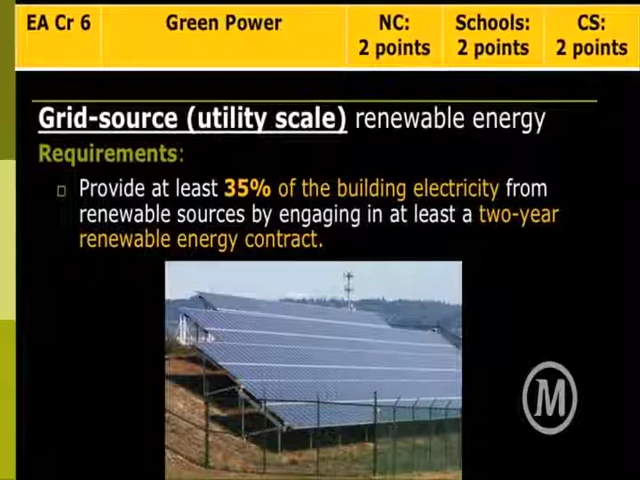 EA Cr 6 Green Power NC: Schools: CS:
2 points 2 points 2 points
Grid-source (utility scale) renewable energy
Requirements:
Provide at least 35% of the building electricity from
renewable sources by engaging in at least a two-year
renewable energy contract.
M